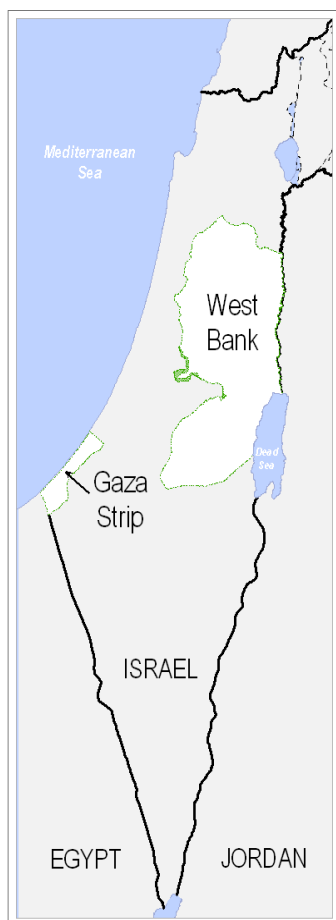 Mediterranean
Sea
West
Bank
Dead
Sea
Gaza
Strip
ISRAEL
EGYPT
JORDAN